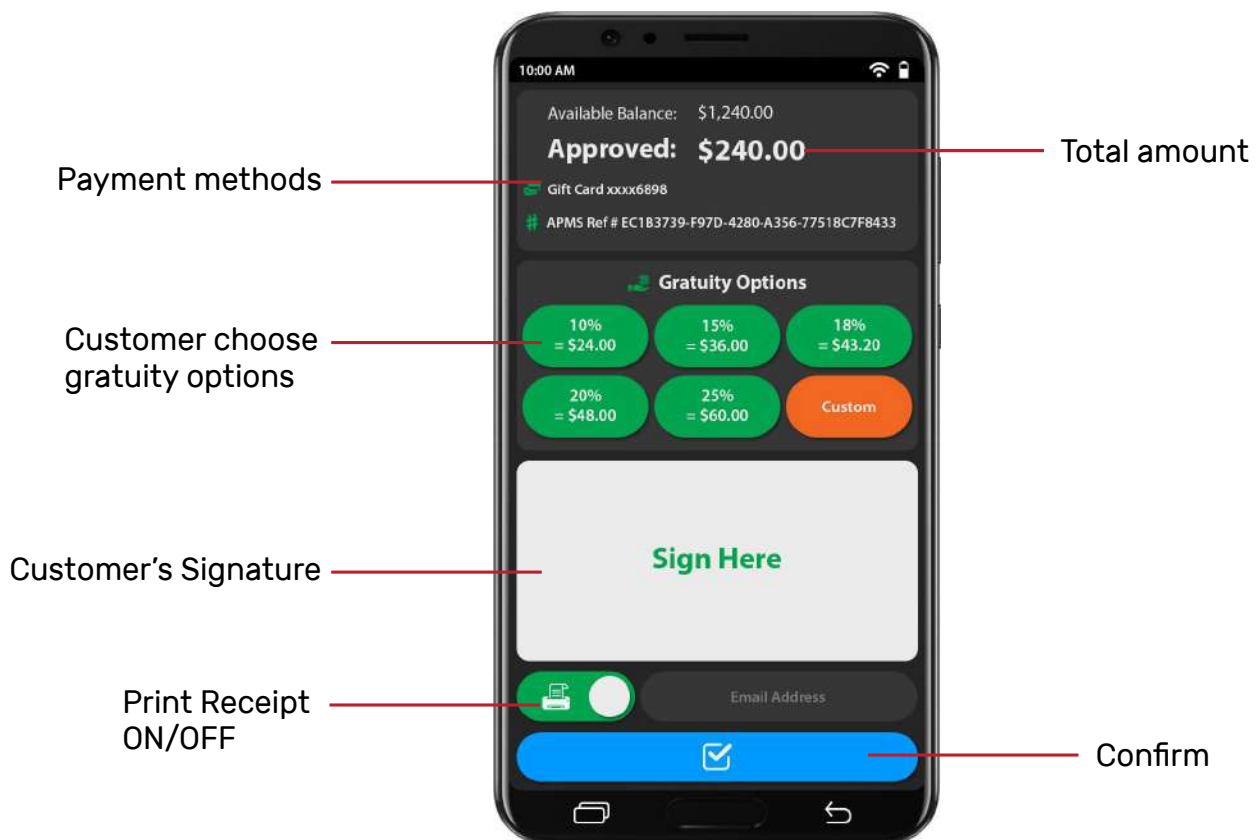 10:00 AM
Available Balance: $1,240.00
Approved: $240.00
Total amount
Payment methods
Gift Card xxxx6898
APMS Ref # EC1B3739-F97D-4280-A356-77518C7F8433
Gratuity Options
10%
= $24.00
15%
= $36.00
18%
= $43.20
Customer choose
gratuity options
20%
= $48.00
25%
= $60.00
Custom
Customer’s Signature
Sign Here
Print Receipt
ON/OFF
Email Address
Confirm